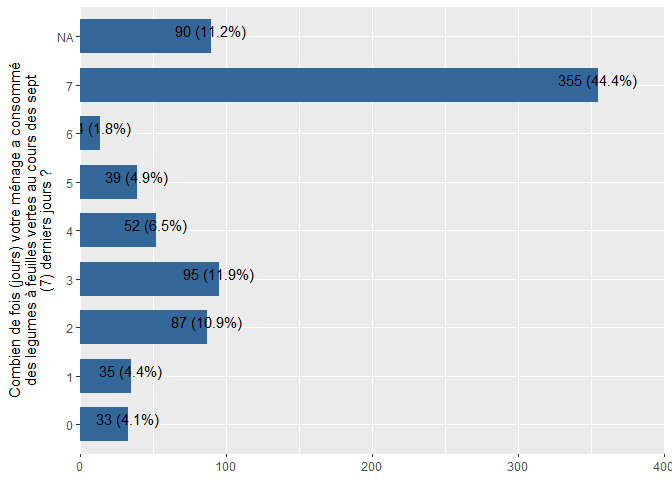 Combien de fois (jours) votre ménage a consommé
des legumes à feuilles vertes au cours des sept
(7) derniers jours ?
NA 90 (11.2%)
7 355 (44.4%)
6 (1.8%)
5 39 (4.9%)
4 52 (6.5%)
3 95 (11.9%)
2 87 (10.9%)
1 35 (4.4%)
0 33 (4.1%)
0 100 200 300 400